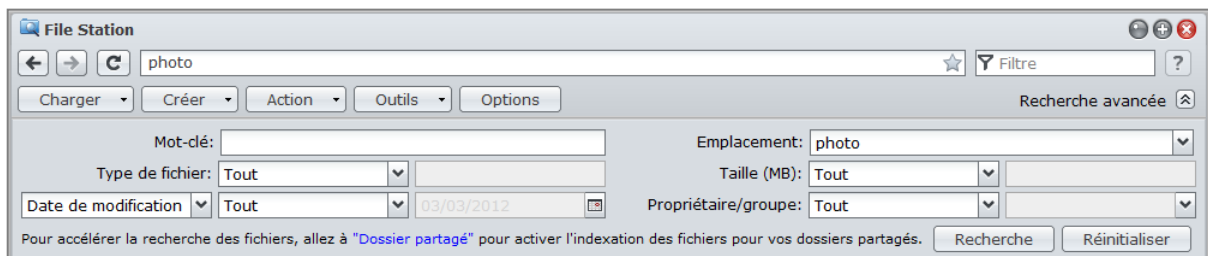 File Station
photo
Filtre
?
Charger Créer Action Outils Options Recherche avancée
Mot-clé: Emplacement: photo
Type de fichier: Tout Taille (MB): Tout
Date de modification Tout 03/03/2012 Propriétaire/groupe: Tout
Pour accélérer la recherche des fichiers, allez à "Dossier partagé" pour activer l'indexation des fichiers pour vos dossiers partagés. Recherche Réinitialiser